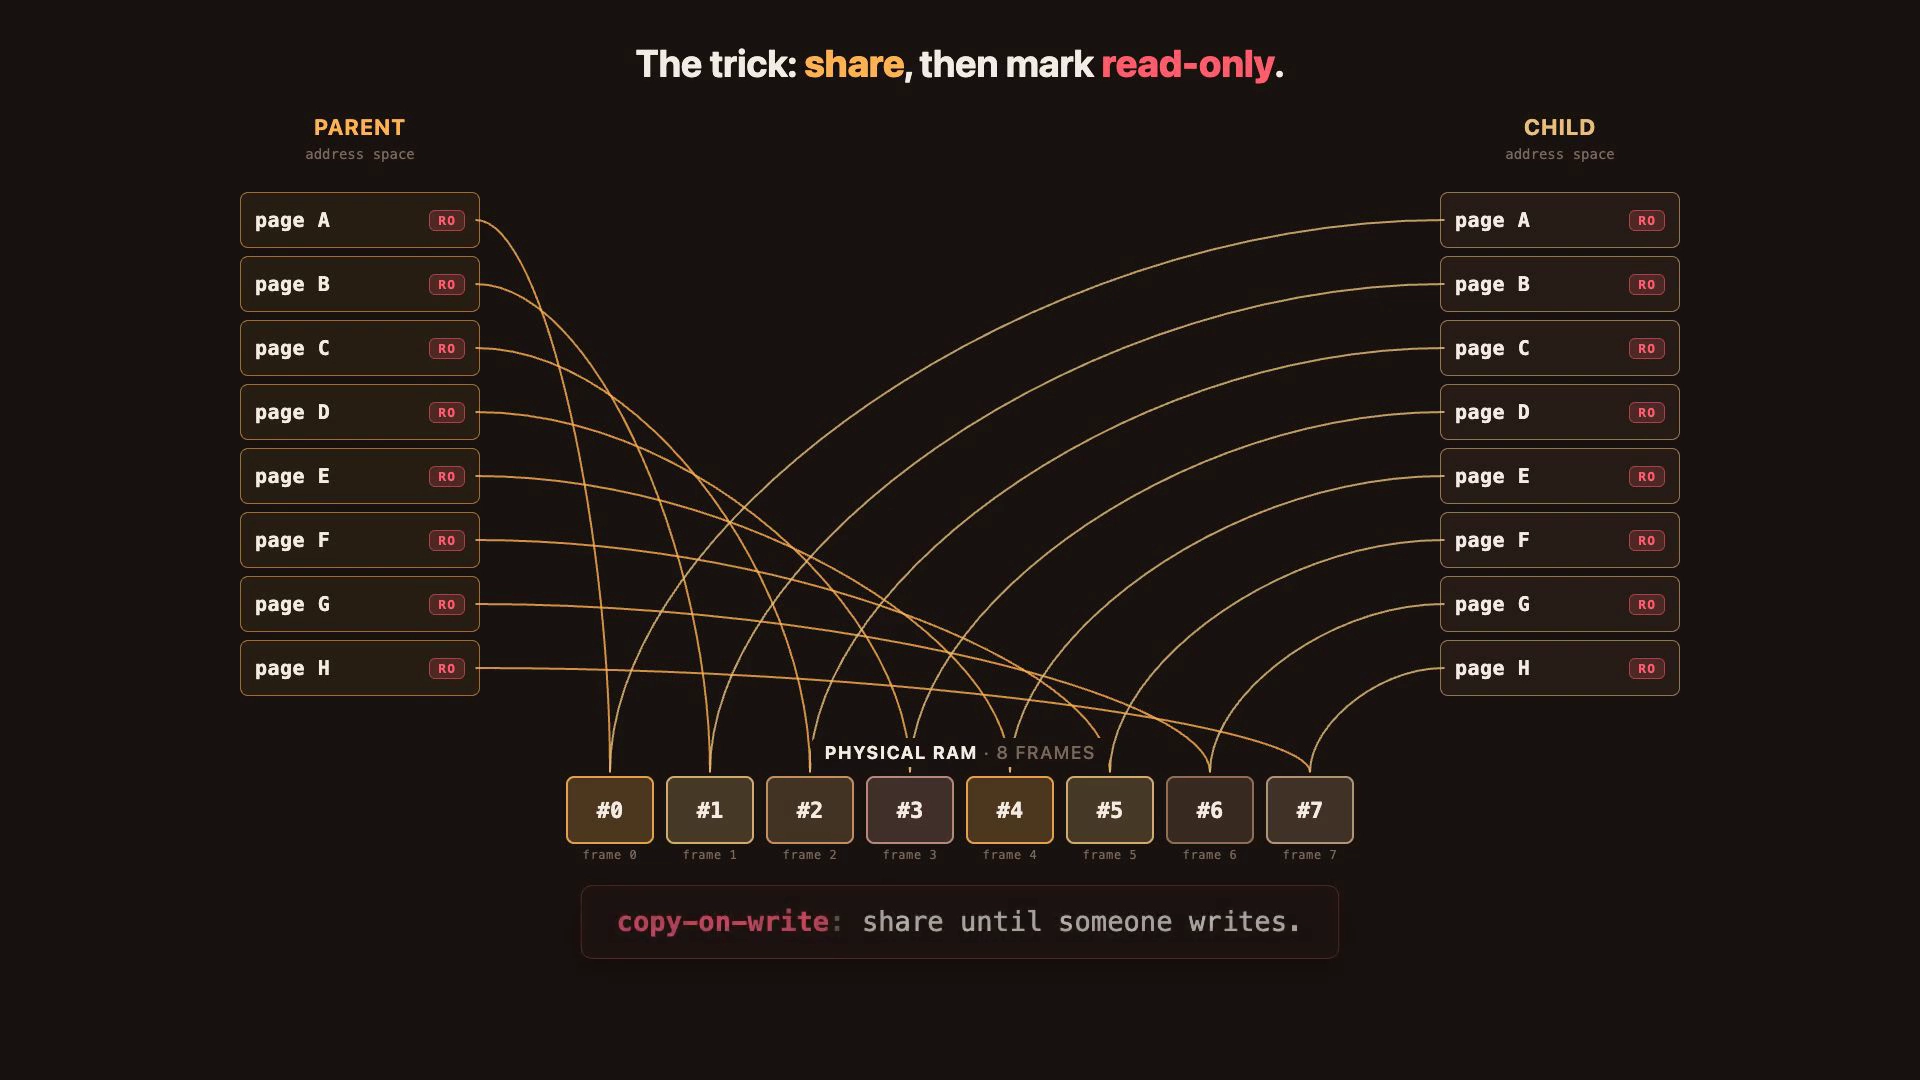 The trick: share, then mark read-only.
PARENT
address space
page A RO
page B RO
page C RO
page D RO
page E RO
page F RO
page G RO
page H RO
CHILD
address space
page A RO
page B RO
page C RO
page D RO
page E RO
page F RO
page G RO
page H RO
PHYSICAL RAM · 8 FRAMES
#0 #1 #2 #3 #4 #5 #6 #7
frame 0 frame 1 frame 2 frame 3 frame 4 frame 5 frame 6 frame 7
copy-on-write: share until someone writes.